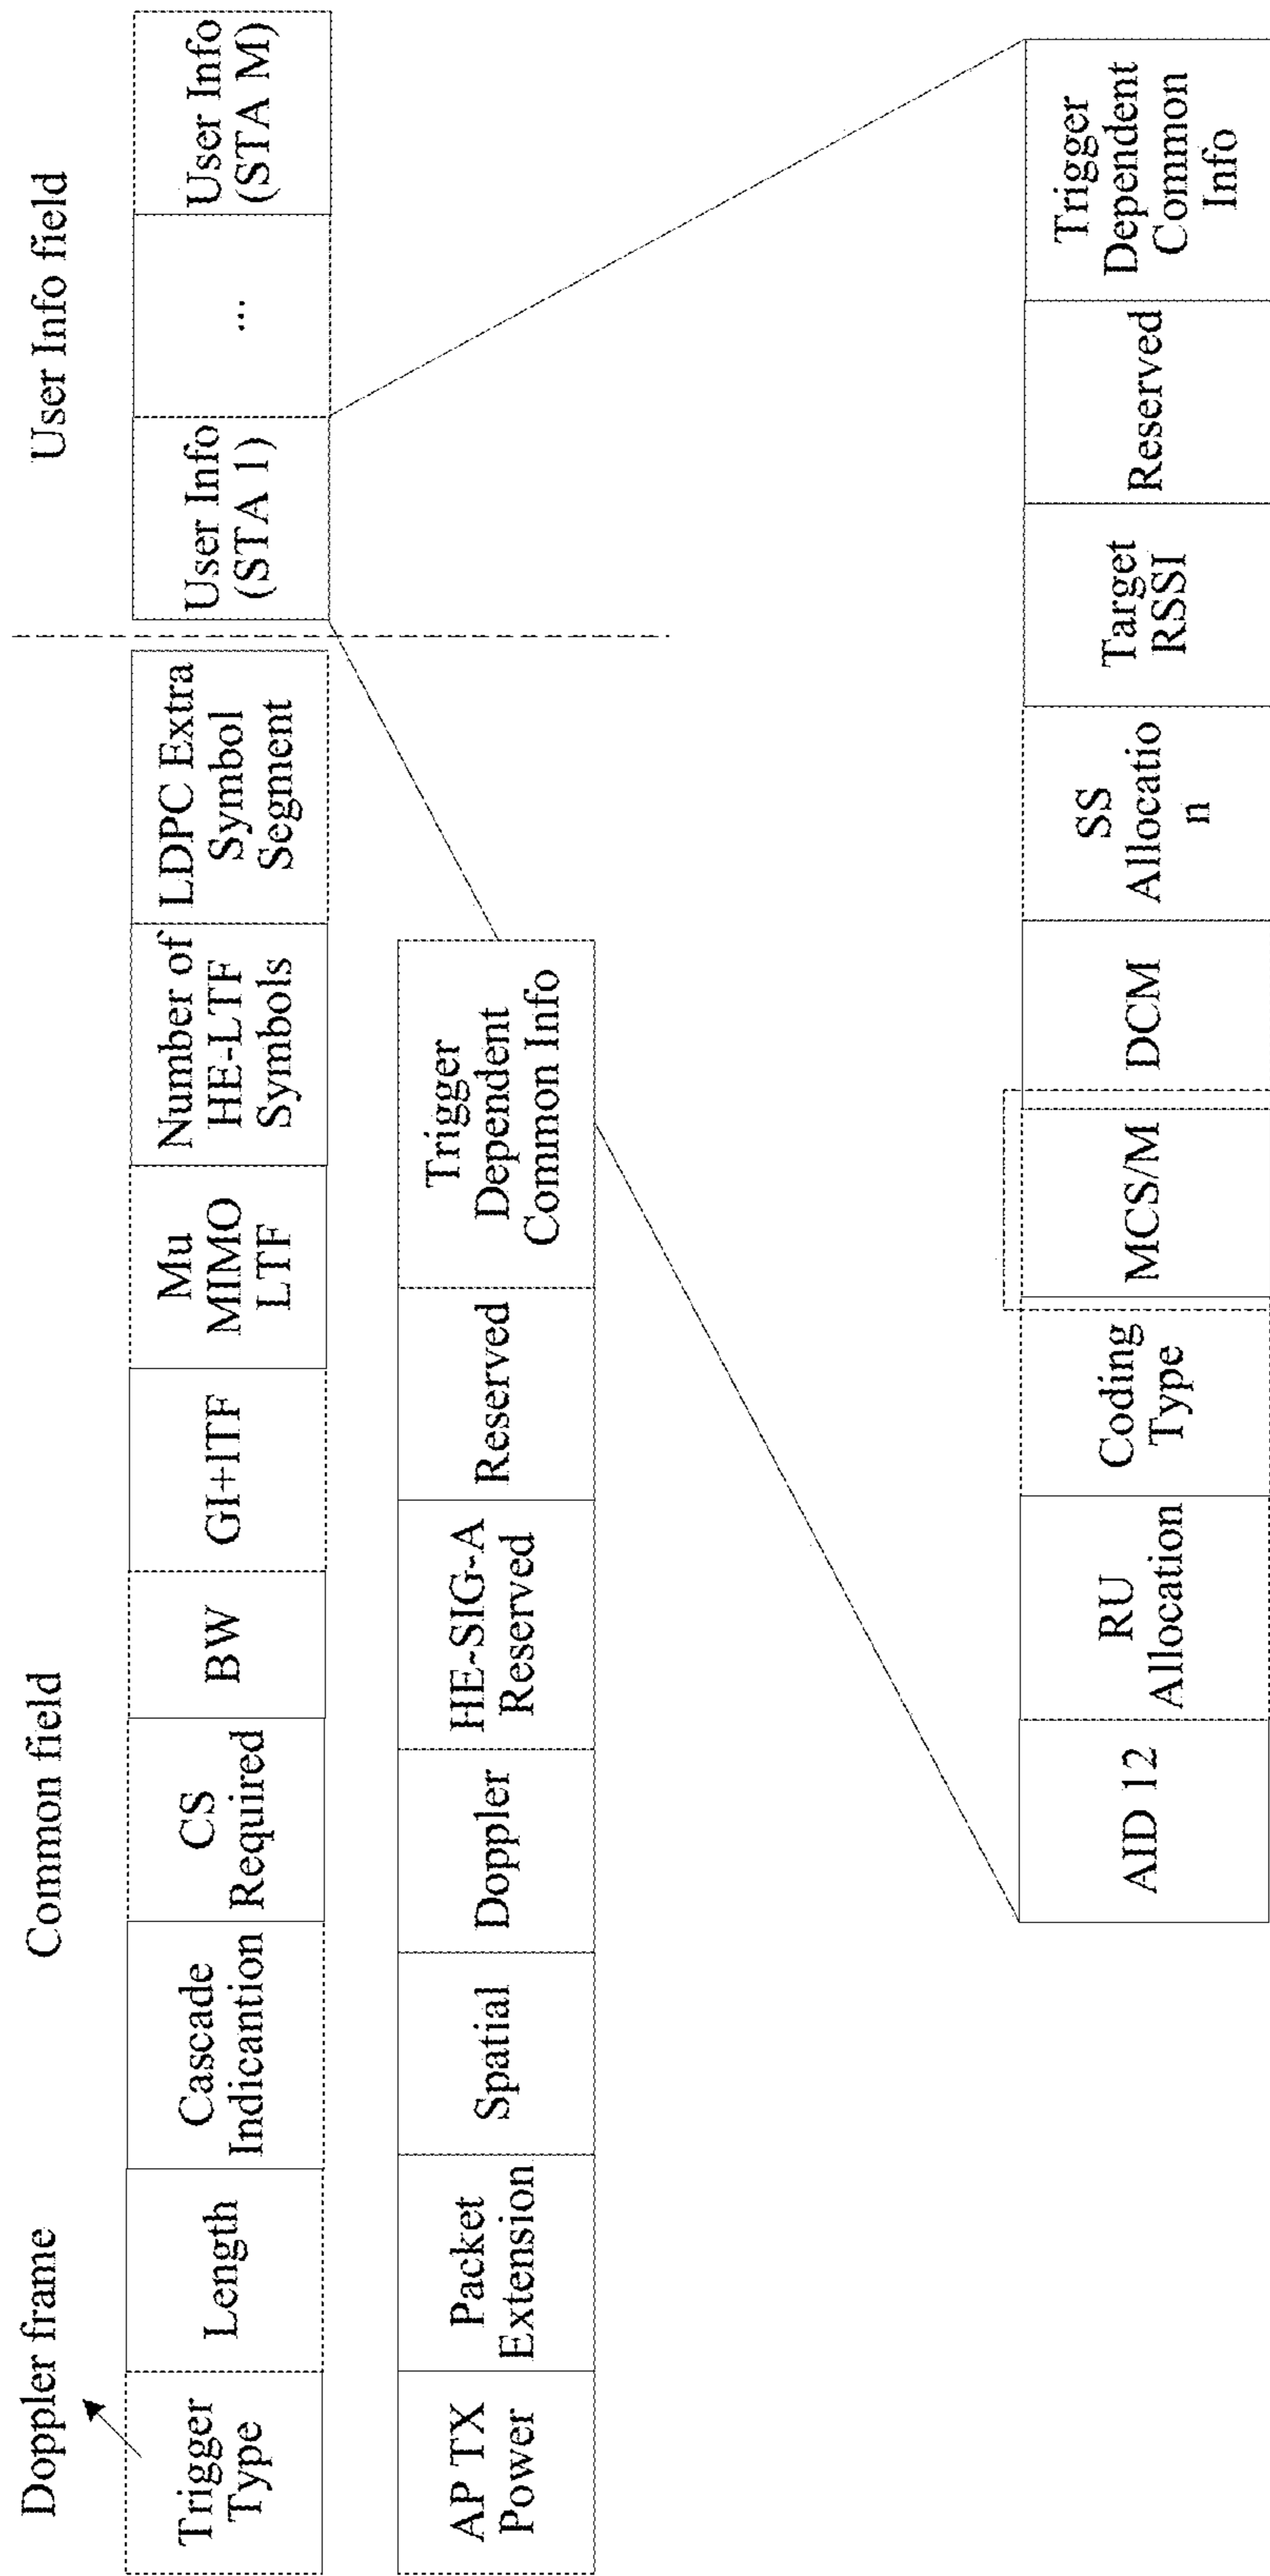 Doppler frame
Common field
User Info field
Trigger
Type
Length
Cascade
Indicantion
CS
Required
BW
GI+ITF
Mu
MIMO
LTF
Number of
HE-LTF
Symbols
LDPC Extra
Symbol
Segment
User Info
(STA 1)
...
User Info
(STA M)
AP TX
Power
Packet
Extension
Spatial
Doppler
HE-SIG-A
Reserved
Reserved
Trigger
Dependent
Common Info
AID 12
RU
Allocation
Coding
Type
MCS/M
DCM
SS
Allocatio
n
Target
RSSI
Reserved
Trigger
Dependent
Common
Info